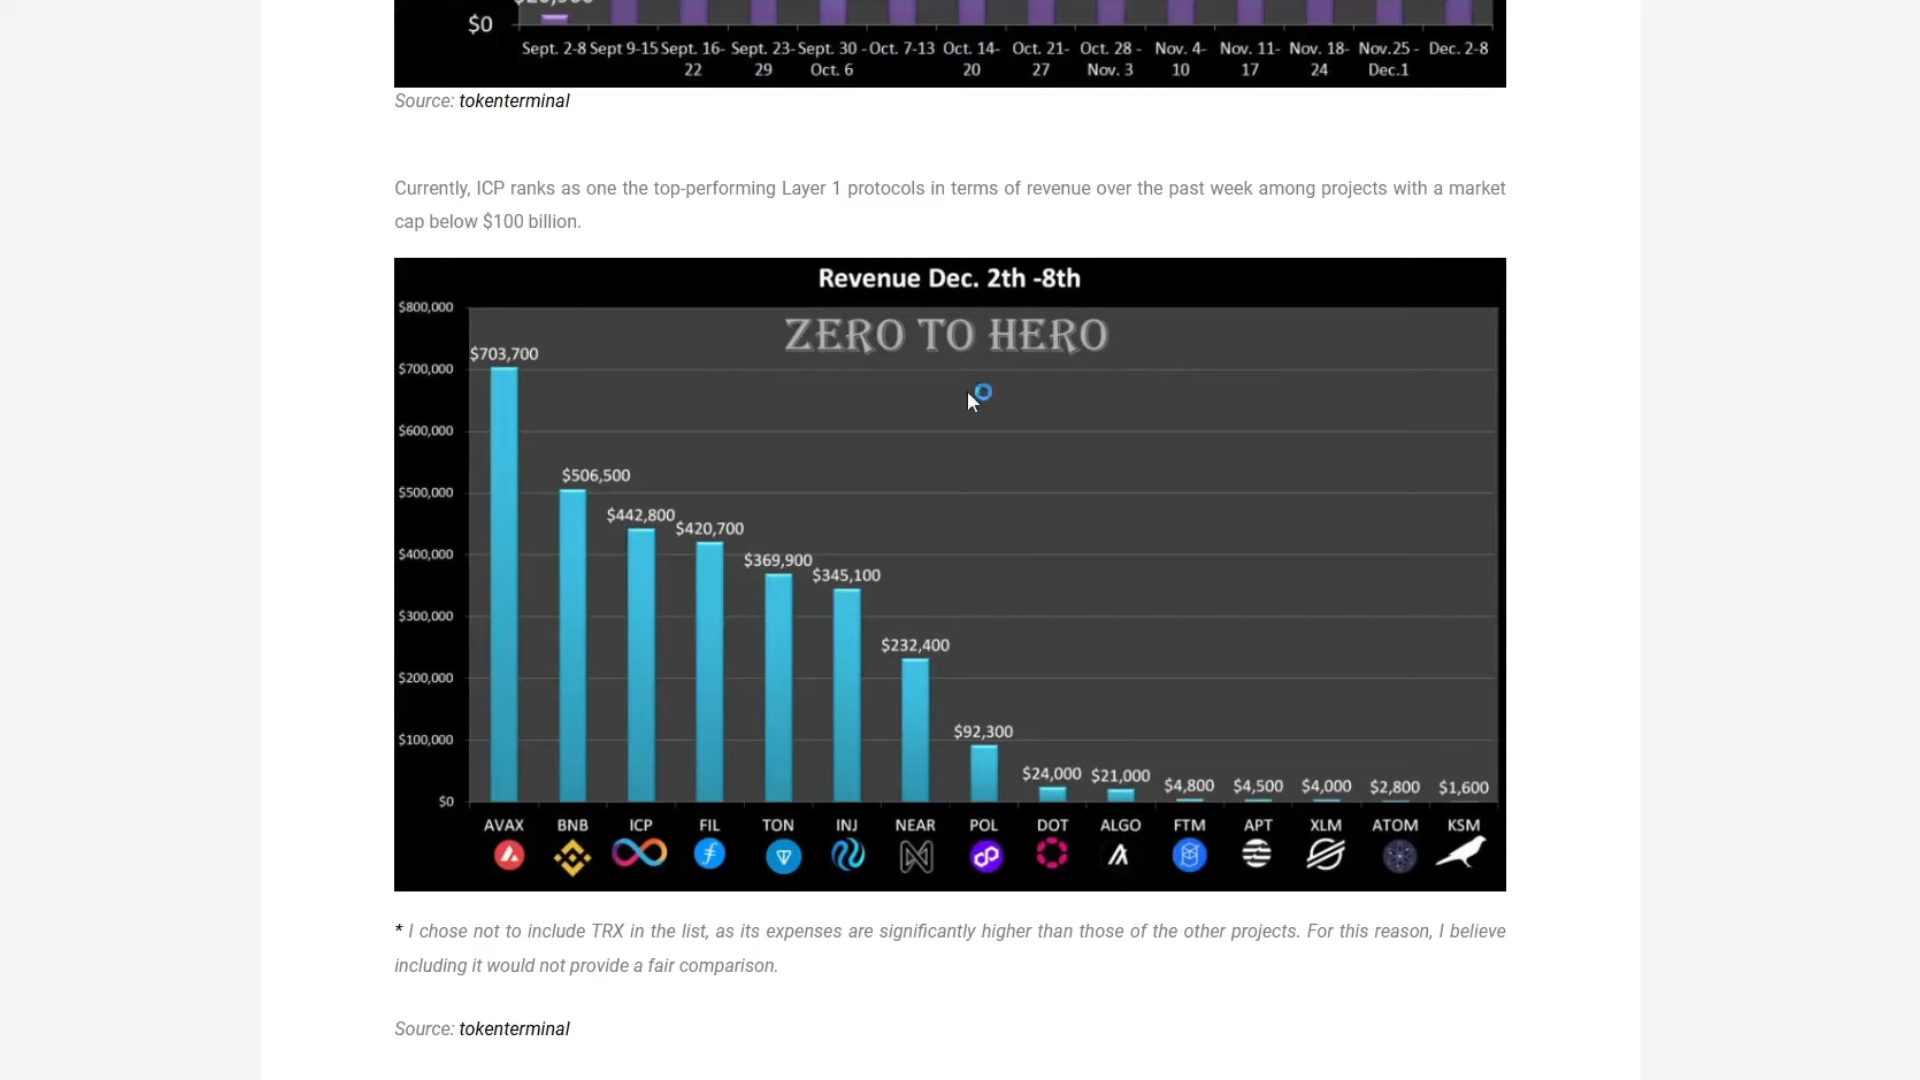 $0
Sept. 2-8 Sept 9-15 Sept. 16- Sept. 23- Sept. 30 - Oct. 7-13 Oct. 14- Oct. 21- Oct. 28 - Nov. 4- Nov. 11- Nov. 18- Nov.25 - Dec. 2-8
22 29 Oct. 6 20 27 Nov. 3 10 17 24 Dec.1
Source: tokenterminal
Currently, ICP ranks as one the top-performing Layer 1 protocols in terms of revenue over the past week among projects with a market
cap below $100 billion.
Revenue Dec. 2th -8th
ZERO TO HERO
$800,000
$700,000
$600,000
$500,000
$400,000
$300,000
$200,000
$100,000
$0
$703,700
$506,500
$442,800
$420,700
$369,900
$345,100
$232,400
$92,300
$24,000
$21,000
$4,800
$4,500
$4,000
$2,800
$1,600
AVAX BNB ICP FIL TON INJ NEAR POL DOT ALGO FTM APT XLM ATOM KSM
* I chose not to include TRX in the list, as its expenses are significantly higher than those of the other projects. For this reason, I believe
including it would not provide a fair comparison.
Source: tokenterminal